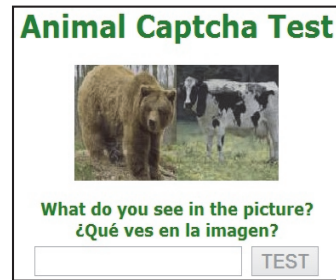 Animal Captcha Test
What do you see in the picture?
¿Qué ves en la imagen?
TEST